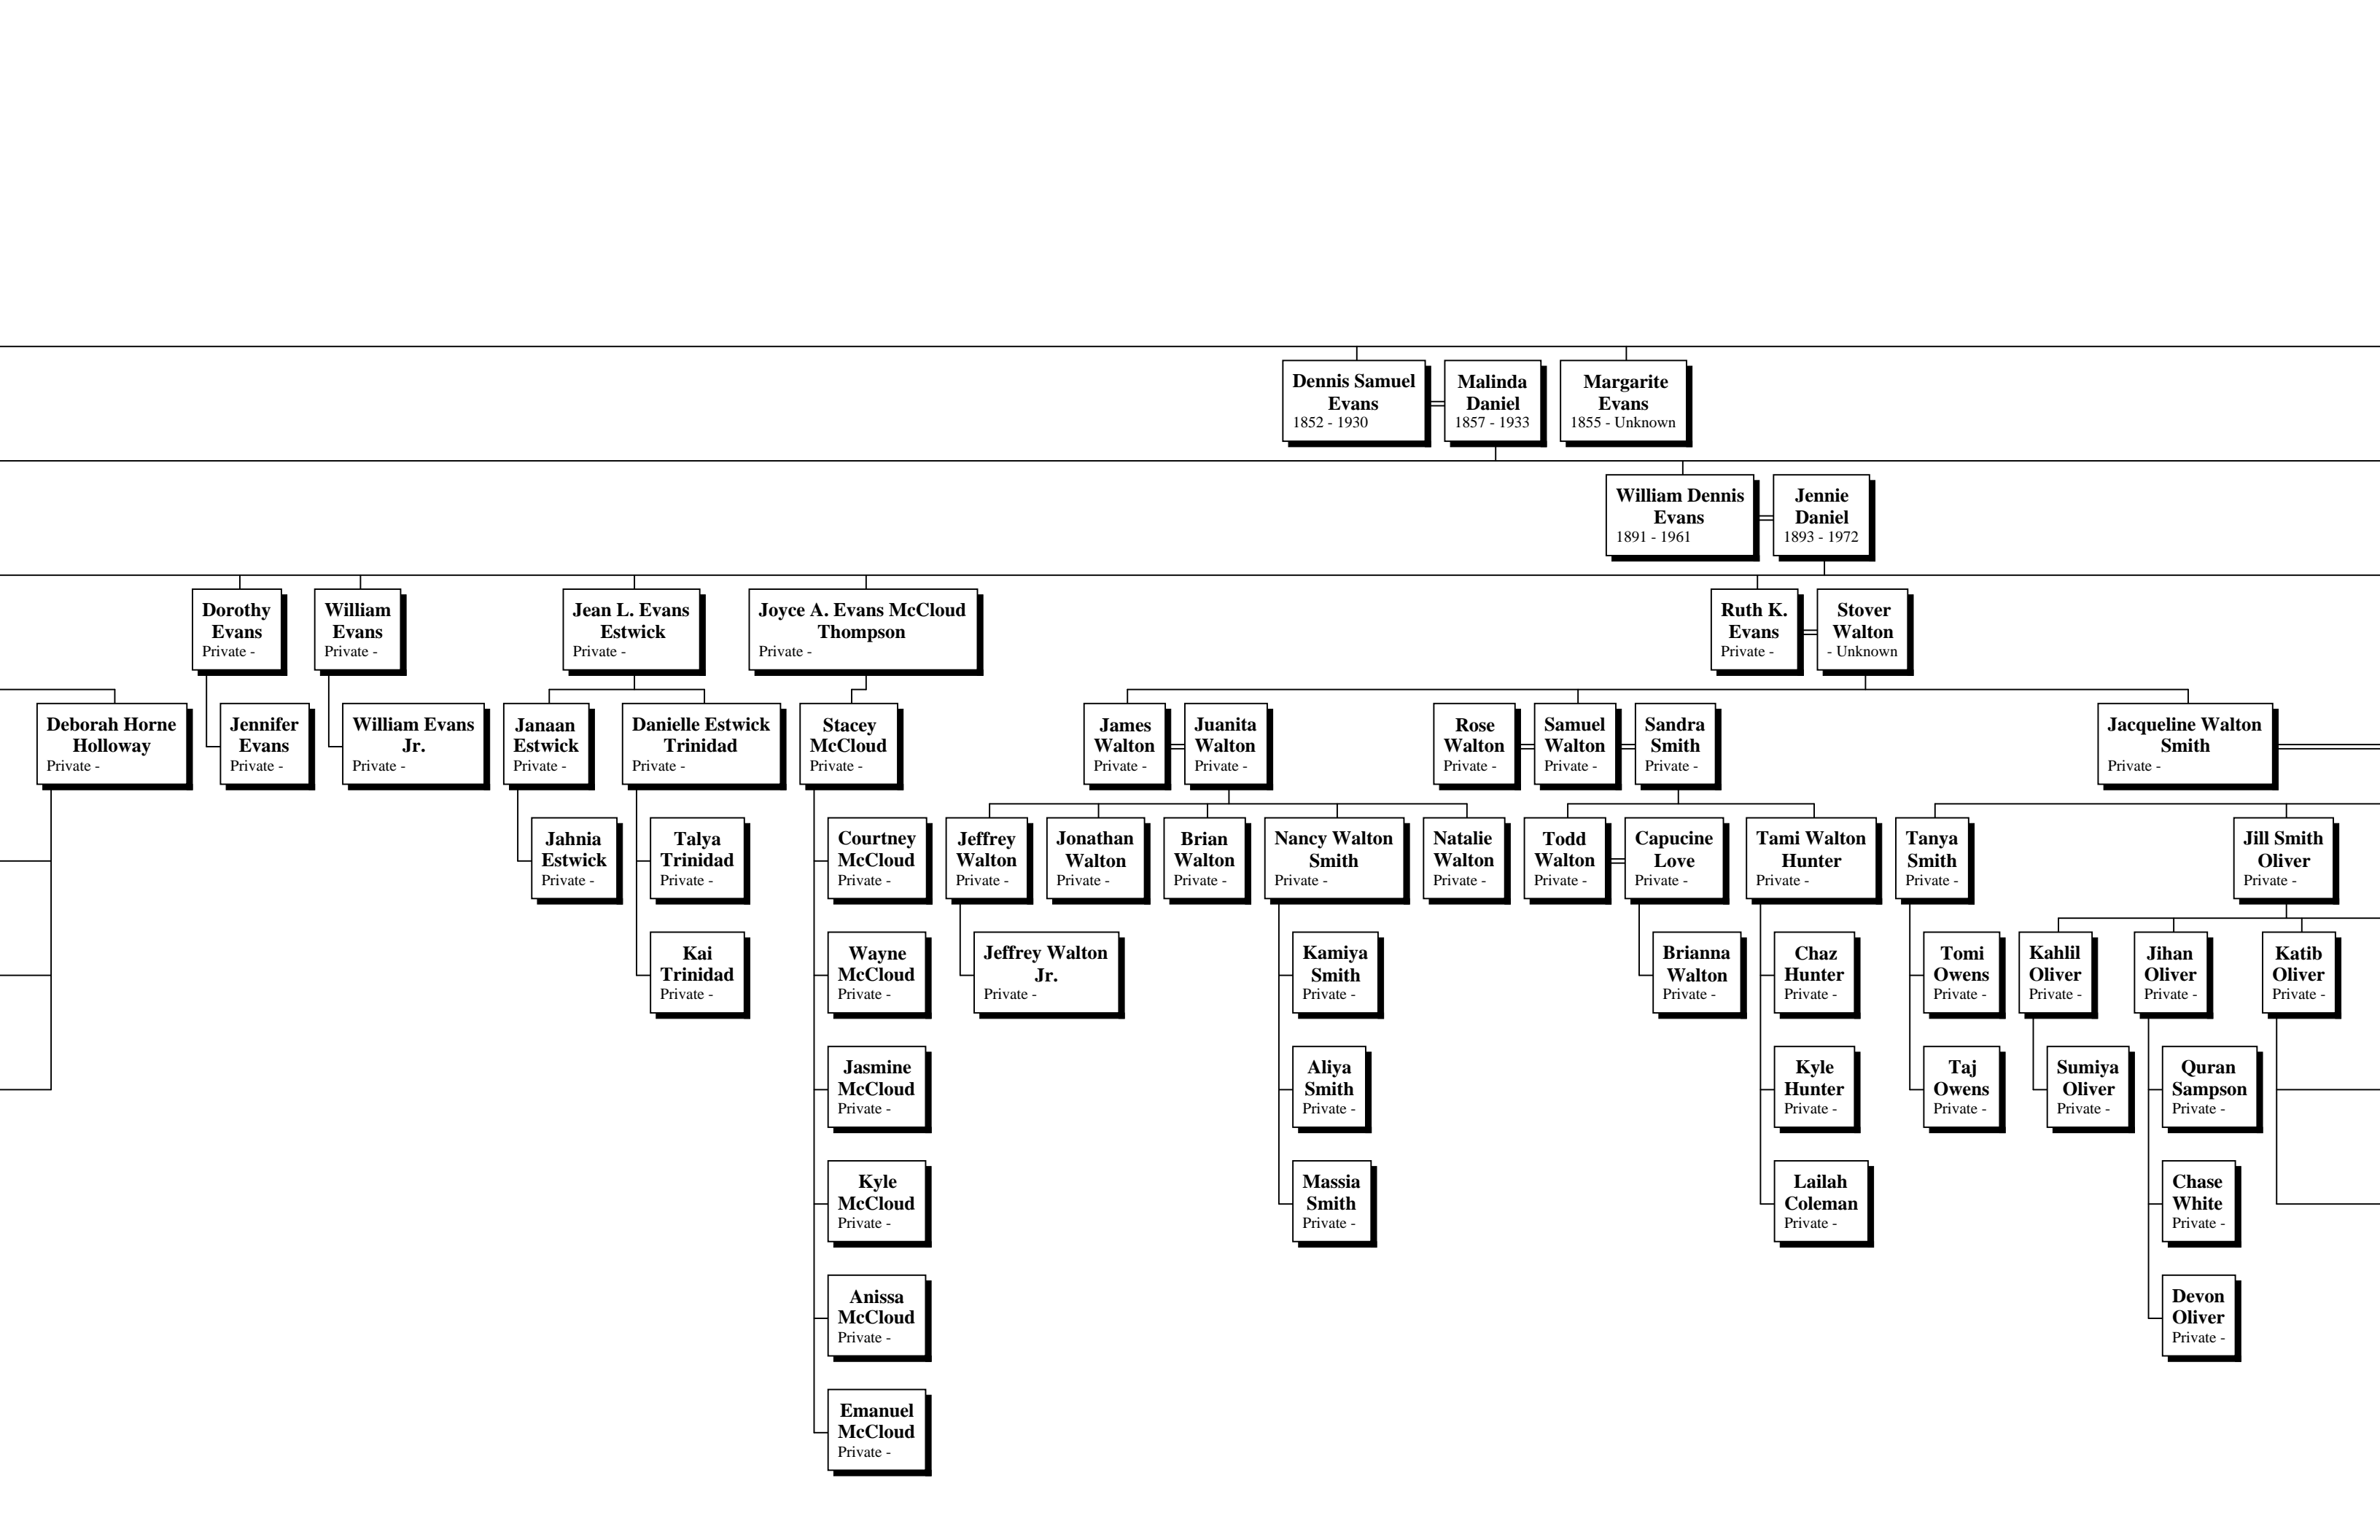 Dennis Samuel
Evans
1852 - 1930
Malinda
Daniel
1857 - 1933
Margarite
Evans
1855 - Unknown
William Dennis
Evans
1891 - 1961
Jennie
Daniel
1893 - 1972
Dorothy
Evans
Private -
William
Evans
Private -
Jean L. Evans
Estwick
Private -
Joyce A. Evans McCloud
Thompson
Private -
Ruth K.
Evans
Private -
Stover
Walton
- Unknown
Deborah Horne
Holloway
Private -
Jennifer
Evans
Private -
William Evans
Jr.
Private -
Janaan
Estwick
Private -
Danielle Estwick
Trinidad
Private -
Stacey
McCloud
Private -
James
Walton
Private -
Juanita
Walton
Private -
Rose
Walton
Private -
Samuel
Walton
Private -
Sandra
Smith
Private -
Jacqueline Walton
Smith
Private -
Jahnia
Estwick
Private -
Talya
Trinidad
Private -
Courtney
McCloud
Private -
Jeffrey
Walton
Private -
Jonathan
Walton
Private -
Brian
Walton
Private -
Nancy Walton
Smith
Private -
Natalie
Walton
Private -
Todd
Walton
Private -
Capucine
Love
Private -
Tami Walton
Hunter
Private -
Tanya
Smith
Private -
Jill Smith
Oliver
Private -
Kai
Trinidad
Private -
Wayne
McCloud
Private -
Jeffrey Walton
Jr.
Private -
Kamiya
Smith
Private -
Brianna
Walton
Private -
Chaz
Hunter
Private -
Tomi
Owens
Private -
Kahlil
Oliver
Private -
Jihan
Oliver
Private -
Katib
Oliver
Private -
Jasmine
McCloud
Private -
Aliya
Smith
Private -
Kyle
Hunter
Private -
Taj
Owens
Private -
Sumiya
Oliver
Private -
Quran
Sampson
Private -
Kyle
McCloud
Private -
Massia
Smith
Private -
Lailah
Coleman
Private -
Chase
White
Private -
Anissa
McCloud
Private -
Devon
Oliver
Private -
Emanuel
McCloud
Private -